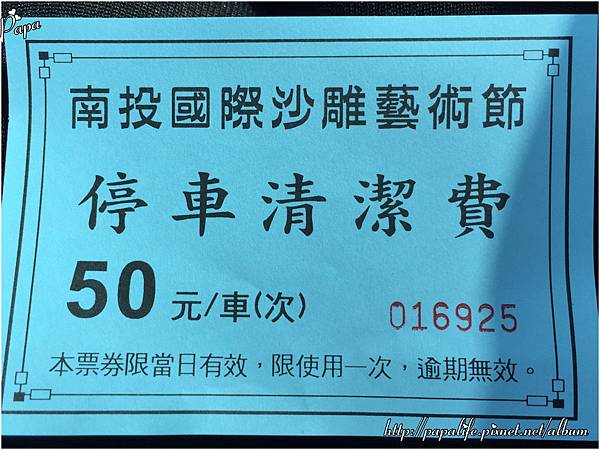 Papa
南投國際沙雕藝術節
停車清潔費
50元/車(次)
016925
本票券限當日有效，限使用一次，逾期無效。
http://papalife.pixnet.net/album